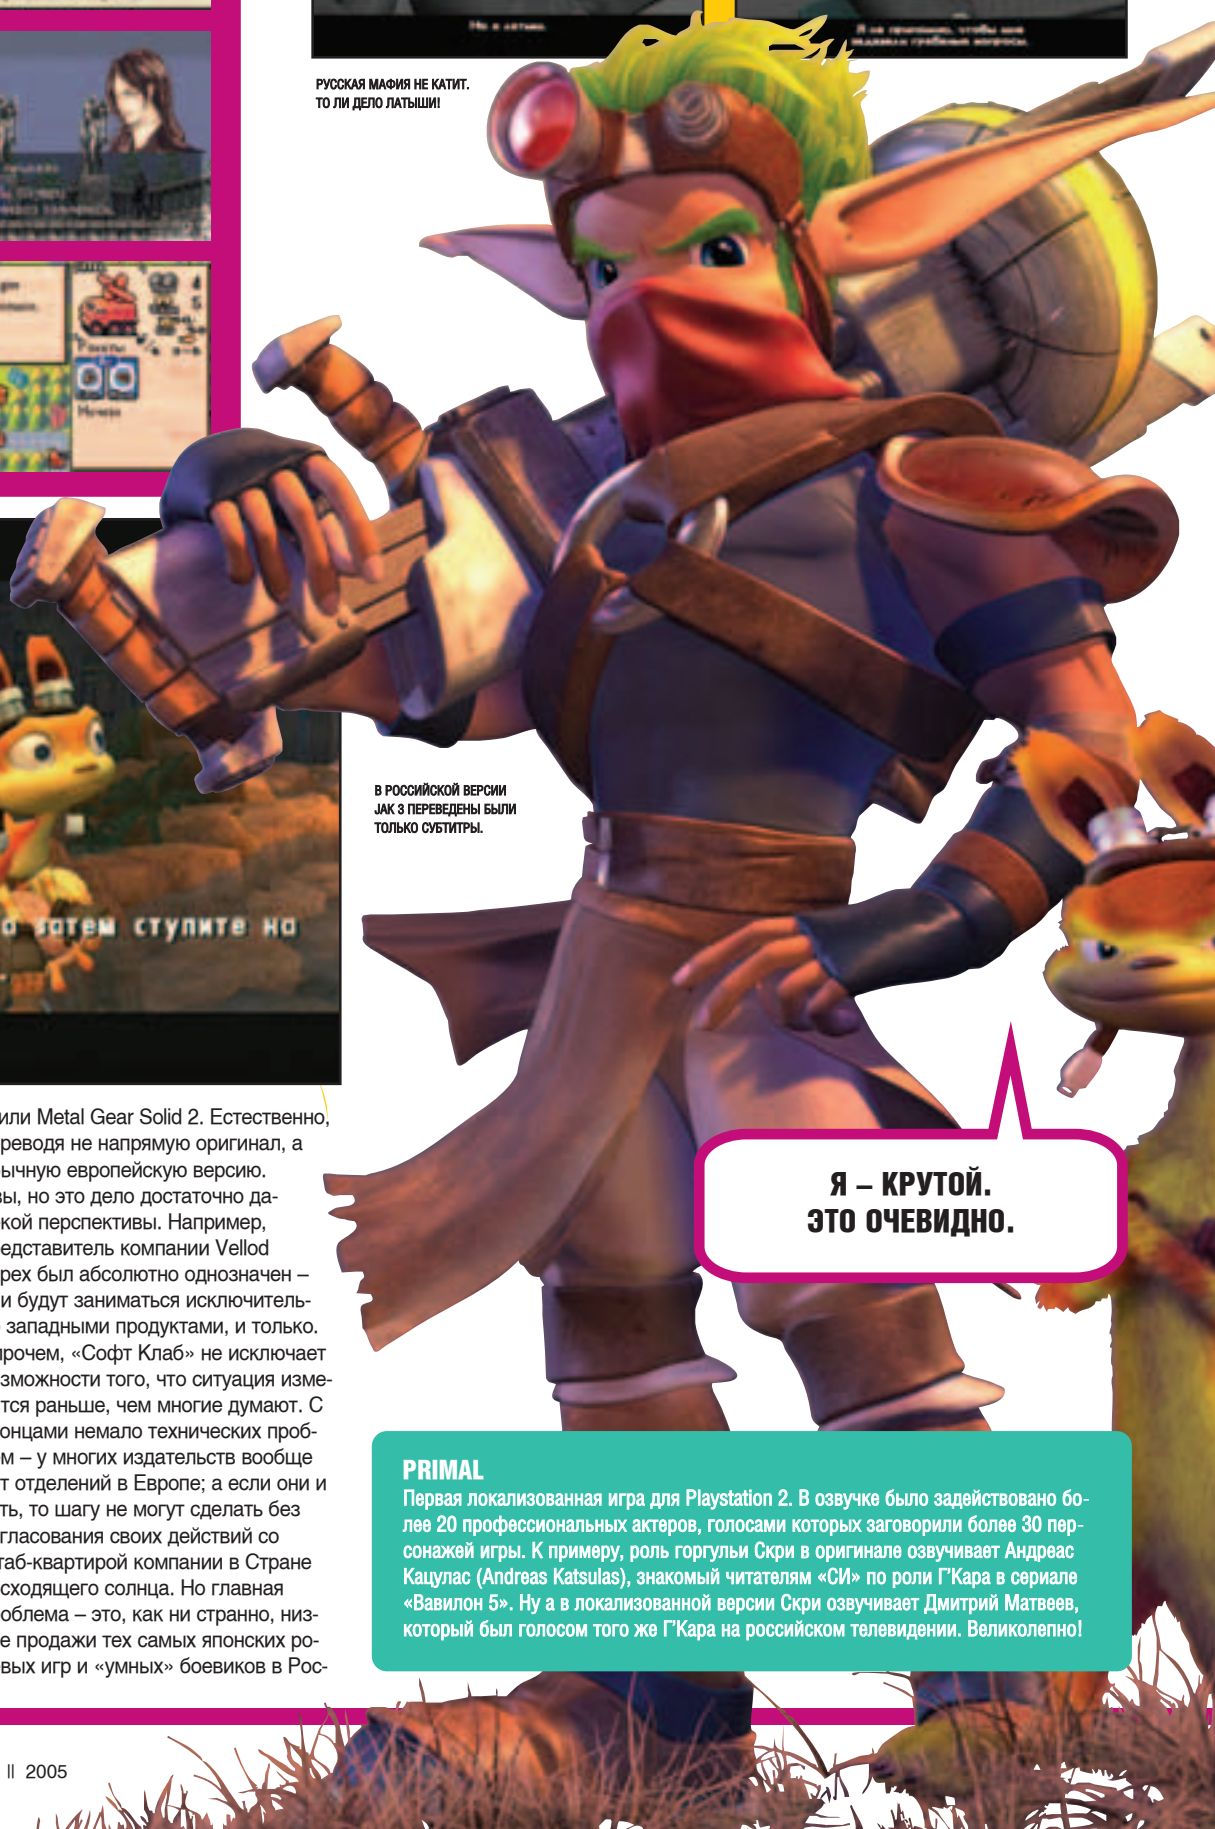 Но я латыш.
РУССКАЯ МАФИЯ НЕ КАТИТ.
ТО ЛИ ДЕЛО ЛАТЫШИ!
Ракеты
В РОССИЙСКОЙ ВЕРСИИ
JAK 3 ПЕРЕВЕДЕНЫ БЫЛИ
ТОЛЬКО СУБТИТРЫ.
затем ступите на
или Metal Gear Solid 2. Естественно,
реводя не напрямую оригинал, а
ычную европейскую версию.
вы, но это дело достаточно да-
кой перспективы. Например,
едставитель компании Vellod
рех был абсолютно однозначен –
и будут заниматься исключитель-
западными продуктами, и только.
прочем, «Софт Клаб» не исключает
зможности того, что ситуация изме-
тся раньше, чем многие думают. С
онцами немало технических проб-
м – у многих издательств вообще
т отделений в Европе; а если они и
ть, то шагу не могут сделать без
гласования своих действий со
таб-квартирой компании в Стране
сходящего солнца. Но главная
облема – это, как ни странно, низ-
е продажи тех самых японских ро-
евых игр и «умных» боевиков в Рос-
Я – КРУТОЙ.
ЭТО ОЧЕВИДНО.
PRIMAL
Первая локализованная игра для Playstation 2. В озвучке было задействовано бо-
лее 20 профессиональных актеров, голосами которых заговорили более 30 пер-
сонажей игры. К примеру, роль горгульи Скри в оригинале озвучивает Андреас
Кацулас (Andreas Katsulas), знакомый читателям «СИ» по роли Г’Кара в сериале
«Вавилон 5». Ну а в локализованной версии Скри озвучивает Дмитрий Матвеев,
который был голосом того же Г’Кара на российском телевидении. Великолепно!
|| 2005